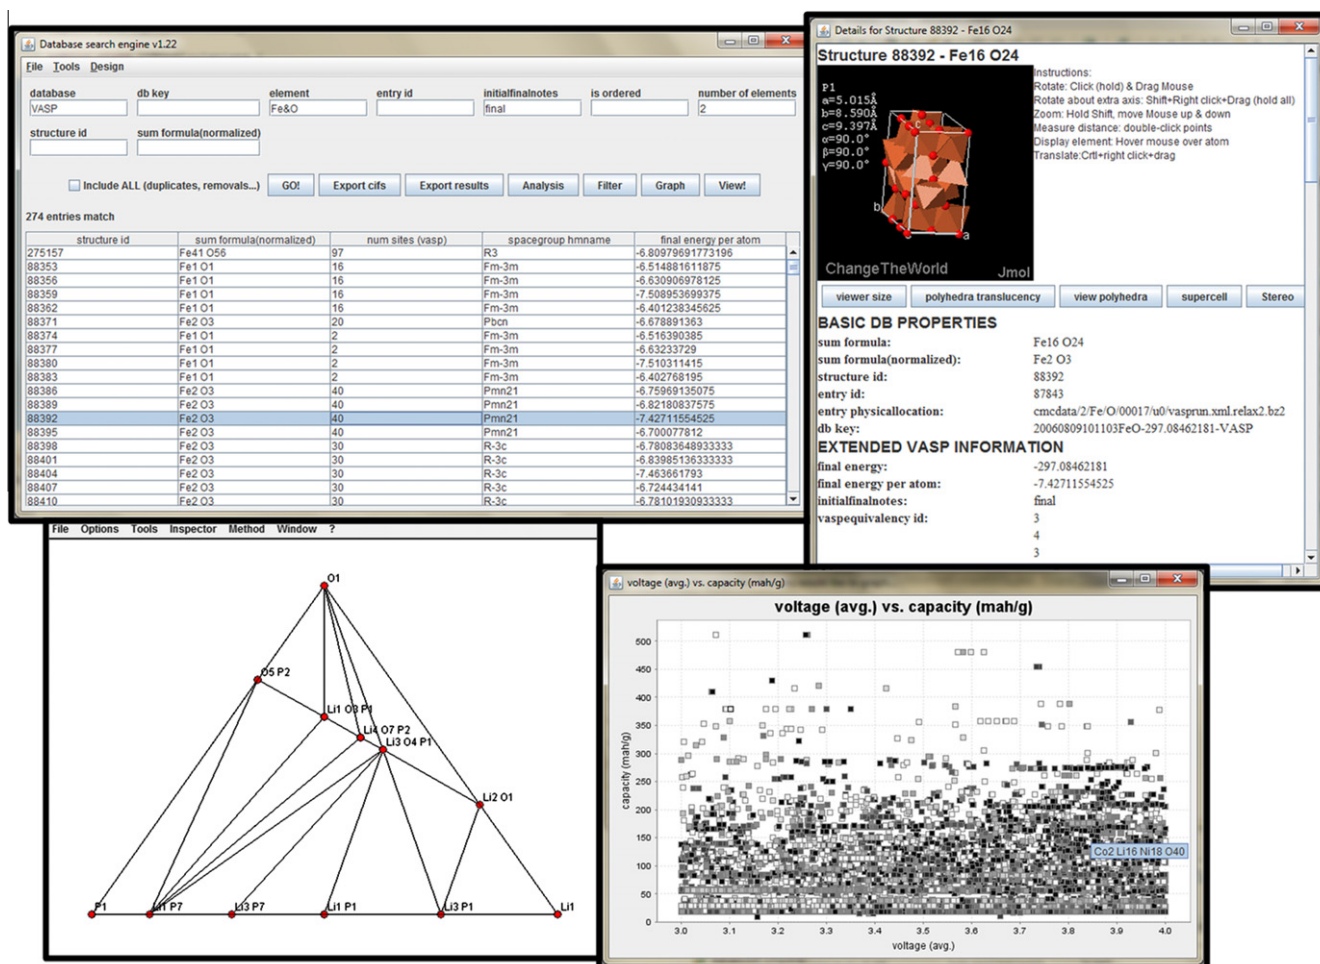 Database search engine v1.22
File Tools Design
database db key element entry id initialfinalnotes is ordered number of elements
VASP Fe&O final 2
structure id sum formula(normalized)
Include ALL (duplicates, removals...) GO! Export cifs Export results Analysis Filter Graph View!
274 entries match
structure id sum formula(normalized) num sites (vasp) spacegroup hmname final energy per atom
275157 Fe41 O56 97 R3 -6.80979691773196
88353 Fe1 O1 16 Fm-3m -6.514881611875
88356 Fe1 O1 16 Fm-3m -6.630906978125
88359 Fe1 O1 16 Fm-3m -7.508953699375
88362 Fe1 O1 16 Fm-3m -6.401238345625
88371 Fe2 O3 20 Pbcn -6.678891363
88374 Fe1 O1 2 Fm-3m -6.516390385
88377 Fe1 O1 2 Fm-3m -6.63233729
88380 Fe1 O1 2 Fm-3m -7.510311415
88383 Fe1 O1 2 Fm-3m -6.402768195
88386 Fe2 O3 40 Pmn21 -6.75969135075
88389 Fe2 O3 40 Pmn21 -6.82180837575
88392 Fe2 O3 40 Pmn21 -7.42711554525
88395 Fe2 O3 40 Pmn21 -6.700077812
88398 Fe2 O3 30 R-3c -6.78083648933333
88401 Fe2 O3 30 R-3c -6.83985136333333
88404 Fe2 O3 30 R-3c -7.463661793
88407 Fe2 O3 30 R-3c -6.724434141
88410 Fe2 O3 30 R-3c -6.78101930933333
Details for Structure 88392 - Fe16 O24
Structure 88392 - Fe16 O24
P1
a=5.015Å
b=8.590Å
c=9.397Å
α=90.0°
β=90.0°
γ=90.0°
c
b
a
ChangeTheWorld
Jmol
Instructions:
Rotate: Click (hold) & Drag Mouse
Rotate about extra axis: Shift+Right click+Drag (hold all)
Zoom: Hold Shift, move Mouse up & down
Measure distance: double-click points
Display element: Hover mouse over atom
Translate:Crtl+right click+drag
viewer size polyhedra translucency view polyhedra supercell Stereo
BASIC DB PROPERTIES
sum formula: Fe16 O24
sum formula(normalized): Fe2 O3
structure id: 88392
entry id: 87843
entry physicallocation: cmcdata/2/Fe/O/00017/u0/vasprun.xml.relax2.bz2
db key: 20060809101103FeO-297.08462181-VASP
EXTENDED VASP INFORMATION
final energy: -297.08462181
final energy per atom: -7.42711554525
initialfinalnotes: final
vaspequivalency id: 3
4
3
File Options Tools Inspector Method Window ?
O1
O5 P2
Li1 O3 P1
Li4 O7 P2
Li3 O4 P1
Li2 O1
P1 Li1 P7 Li3 P7 Li1 P1 Li3 P1 Li1
voltage (avg.) vs. capacity (mah/g)
voltage (avg.) vs. capacity (mah/g)
capacity (mah/g)
500
450
400
350
300
250
200
150
100
50
0
Co2 Li16 Ni18 O40
3.0 3.1 3.2 3.3 3.4 3.5 3.6 3.7 3.8 3.9 4.0
voltage (avg.)